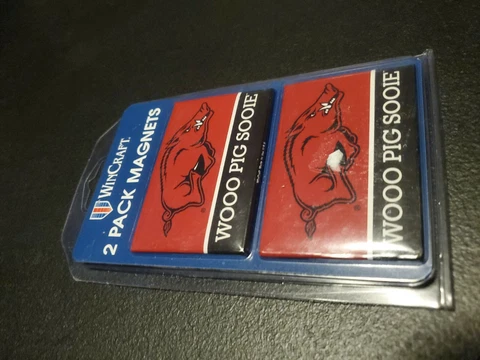 WINCRAFT
2 PACK MAGNETS
WOOO PIG SOOIE
WOOO PIG SOOIE